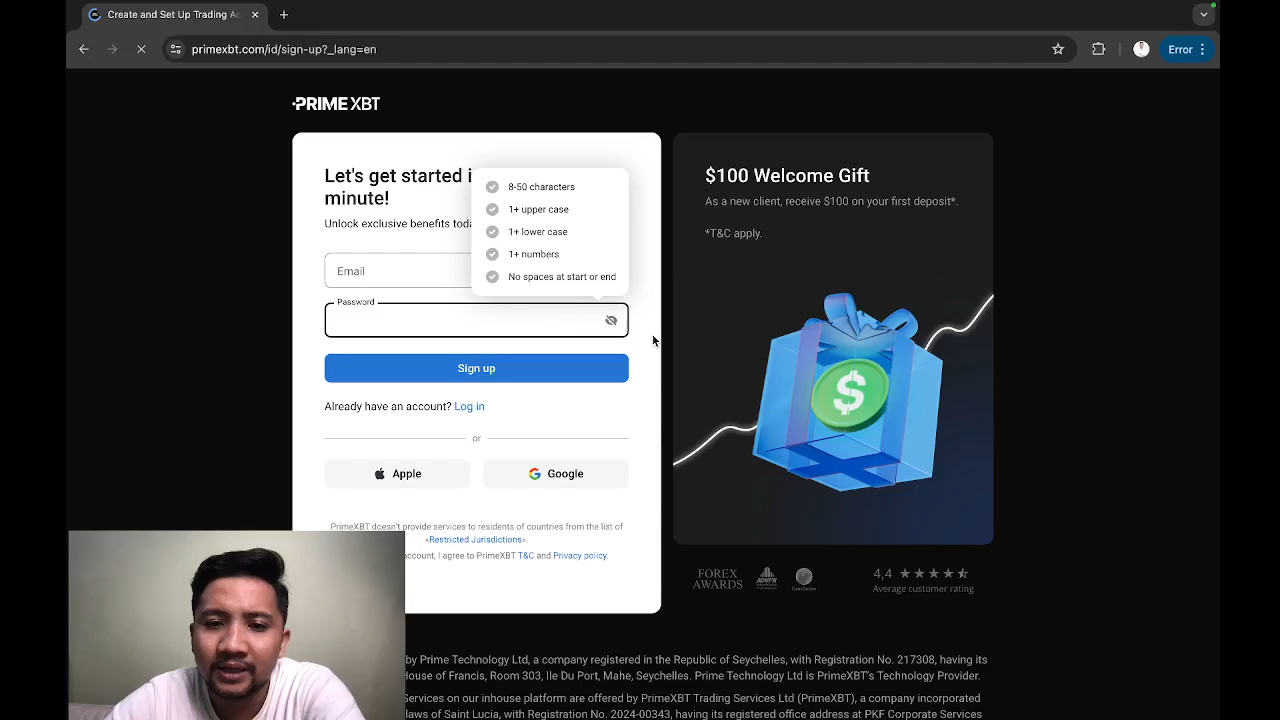 Create and Set Up Trading Ac
primexbt.com/id/sign-up?_lang=en
Error
PRIME XBT
Let's get started i
minute!
Unlock exclusive benefits toda
8-50 characters
1+ upper case
1+ lower case
1+ numbers
No spaces at start or end
Email
Password
Sign up
Already have an account? Log in
or
Apple
Google
PrimeXBT doesn't provide services to residents of countries from the list of
«Restricted Jurisdictions».
account, I agree to PrimeXBT T&C and Privacy policy.
$100 Welcome Gift
As a new client, receive $100 on your first deposit*.
*T&C apply.
$
FOREX
AWARDS
ADVFN
CoinDesk
4,4
Average customer rating
by Prime Technology Ltd, a company registered in the Republic of Seychelles, with Registration No. 217308, having its
House of Francis, Room 303, Ile Du Port, Mahe, Seychelles. Prime Technology Ltd is PrimeXBT's Technology Provider.
Services on our inhouse platform are offered by PrimeXBT Trading Services Ltd (PrimeXBT), a company incorporated
laws of Saint Lucia, with Registration No. 2024-00343, having its registered office address at PKF Corporate Services